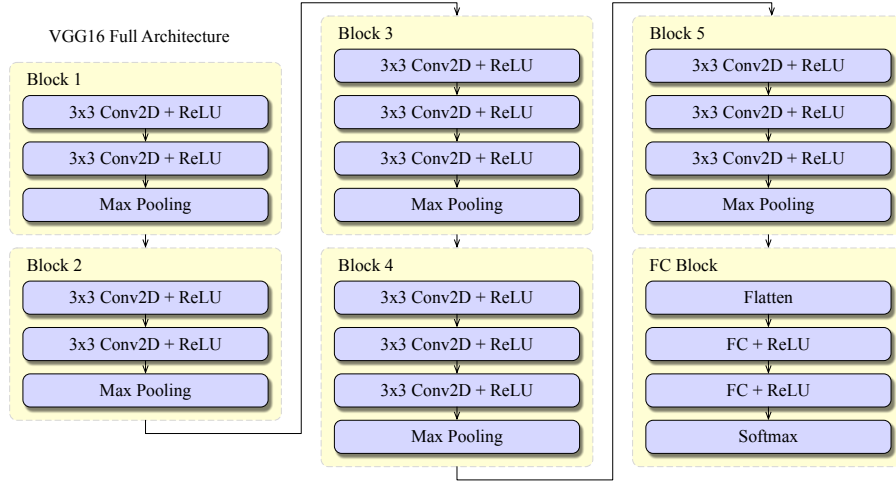 VGG16 Full Architecture
Block 1
3x3 Conv2D + ReLU
3x3 Conv2D + ReLU
Max Pooling
Block 2
3x3 Conv2D + ReLU
3x3 Conv2D + ReLU
Max Pooling
Block 3
3x3 Conv2D + ReLU
3x3 Conv2D + ReLU
3x3 Conv2D + ReLU
Max Pooling
Block 4
3x3 Conv2D + ReLU
3x3 Conv2D + ReLU
3x3 Conv2D + ReLU
Max Pooling
Block 5
3x3 Conv2D + ReLU
3x3 Conv2D + ReLU
3x3 Conv2D + ReLU
Max Pooling
FC Block
Flatten
FC + ReLU
FC + ReLU
Softmax